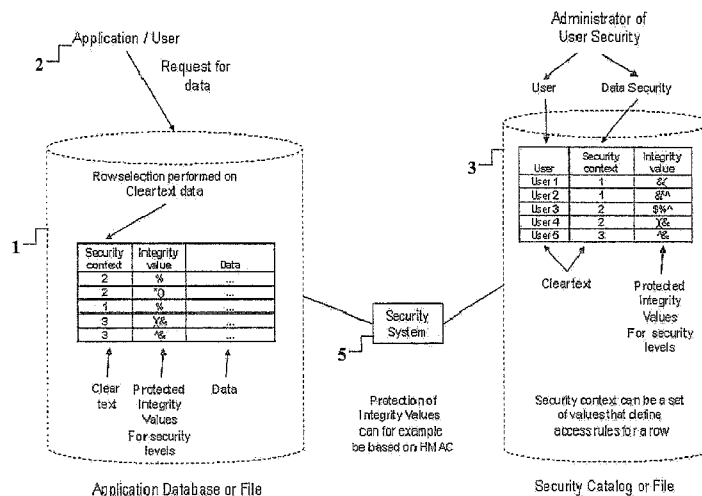 Application / User
2
Request for
data
Row selection performed on
Cleartext data
1
Security context Integrity value Data
2 % ...
2 *() ...
1 % ...
3 )(& ...
3 ^& ...
Clear
text
Protected
Integrity
Values
For security
levels
Data
Application Database or File
Security
System
5
Protection of
Integrity Values
can for example
be based on HMAC
Administrator of
User Security
User
Data Security
3
User Security context Integrity value
User 1 1 &(
User 2 1 &*^
User 3 2 $%^
User 4 2 )(&
User 5 3 ^&
Cleartext
Protected
Integrity
Values
For security
levels
Security context can be a set
of values that define
access rules for a row
Security Catalog or File